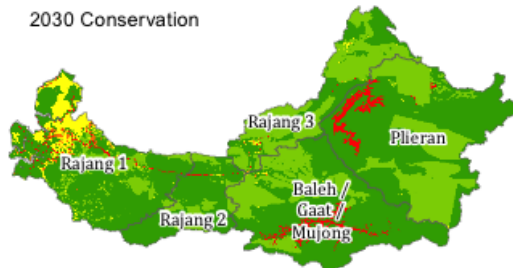 2030 Conservation
Rajang 3
Plieran
Rajang 1
Baleh /
Gaat /
Mujong
Rajang 2